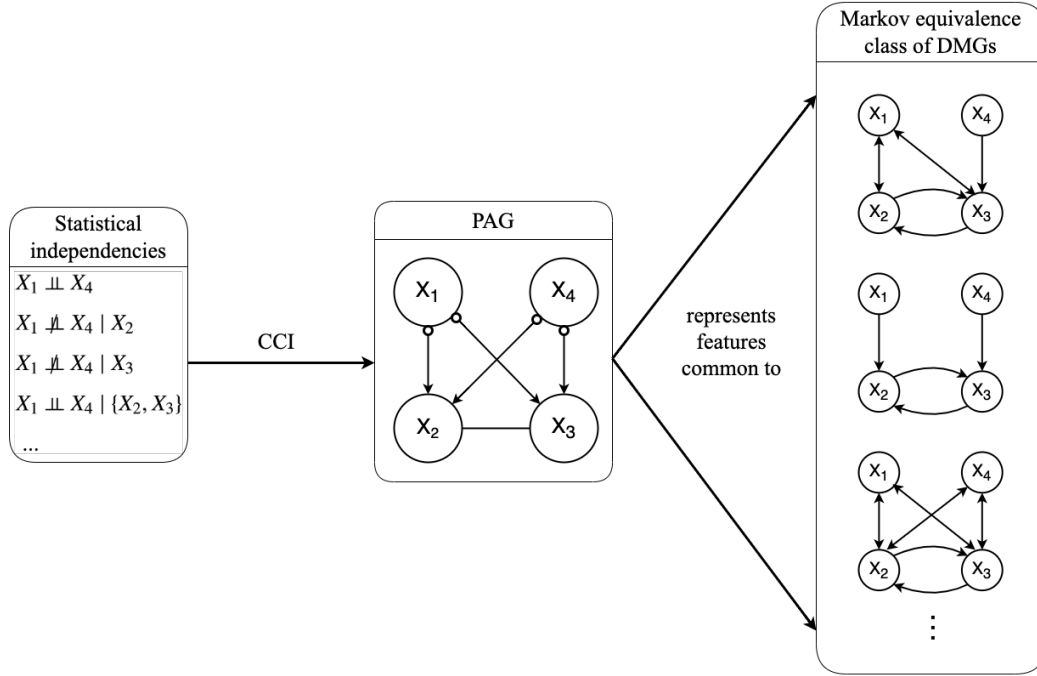 Statistical
independencies
X₁ ⫫ X₄
X₁ ⫫̸ X₄ | X₂
X₁ ⫫̸ X₄ | X₃
X₁ ⫫ X₄ | {X₂, X₃}
...
CCI
PAG
X₁ X₄
X₂ X₃
represents
features
common to
Markov equivalence
class of DMGs
X₁ X₄
X₂ X₃
X₁ X₄
X₂ X₃
X₁ X₄
X₂ X₃
⋮